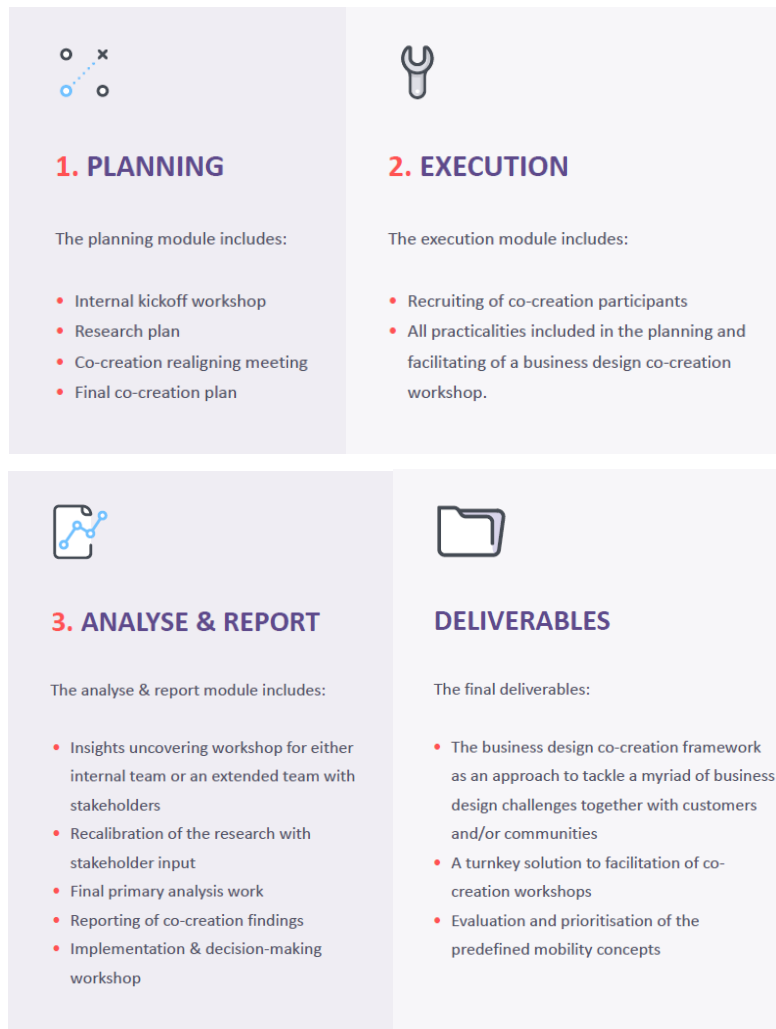 1. PLANNING
The planning module includes:
• Internal kickoff workshop
• Research plan
• Co-creation realigning meeting
• Final co-creation plan
2. EXECUTION
The execution module includes:
• Recruiting of co-creation participants
• All practicalities included in the planning and
facilitating of a business design co-creation
workshop.
3. ANALYSE & REPORT
The analyse & report module includes:
• Insights uncovering workshop for either
internal team or an extended team with
stakeholders
• Recalibration of the research with
stakeholder input
• Final primary analysis work
• Reporting of co-creation findings
• Implementation & decision-making
workshop
DELIVERABLES
The final deliverables:
• The business design co-creation framework
as an approach to tackle a myriad of business
design challenges together with customers
and/or communities
• A turnkey solution to facilitation of co-
creation workshops
• Evaluation and prioritisation of the
predefined mobility concepts